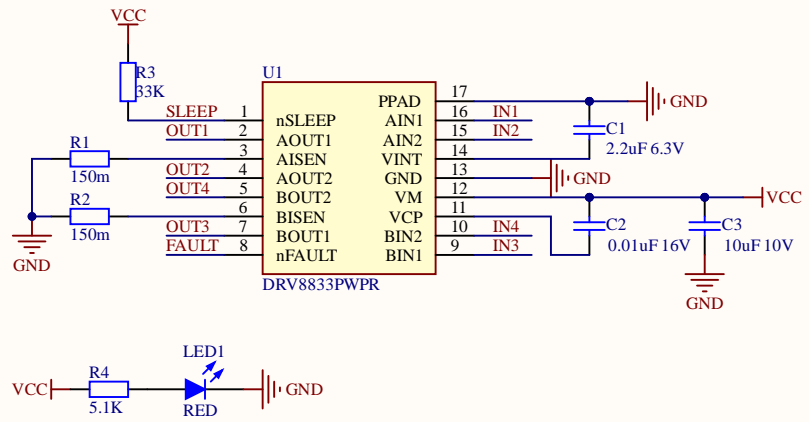 VCC
R3
33K
U1
SLEEP 1 nSLEEP
OUT1 2 AOUT1
R1 3 AISEN
150m
OUT2 4 AOUT2
OUT4 5 BOUT2
R2 6 BISEN
150m
OUT3 7 BOUT1
FAULT 8 nFAULT
GND
PPAD 17 GND
AIN1 16 IN1
AIN2 15 IN2
C1
2.2uF 6.3V
VINT 14
GND 13 GND
VM 12 VCC
VCP 11
C2
0.01uF 16V
C3
10uF 10V
BIN2 10 IN4
BIN1 9 IN3
GND
DRV8833PWPR
LED1
VCC R4 GND
5.1K RED